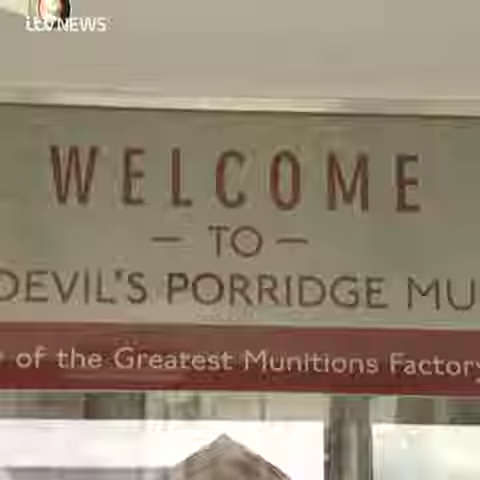 itv NEWS
WELCOME
– TO –
DEVIL'S PORRIDGE MU
of the Greatest Munitions Factory